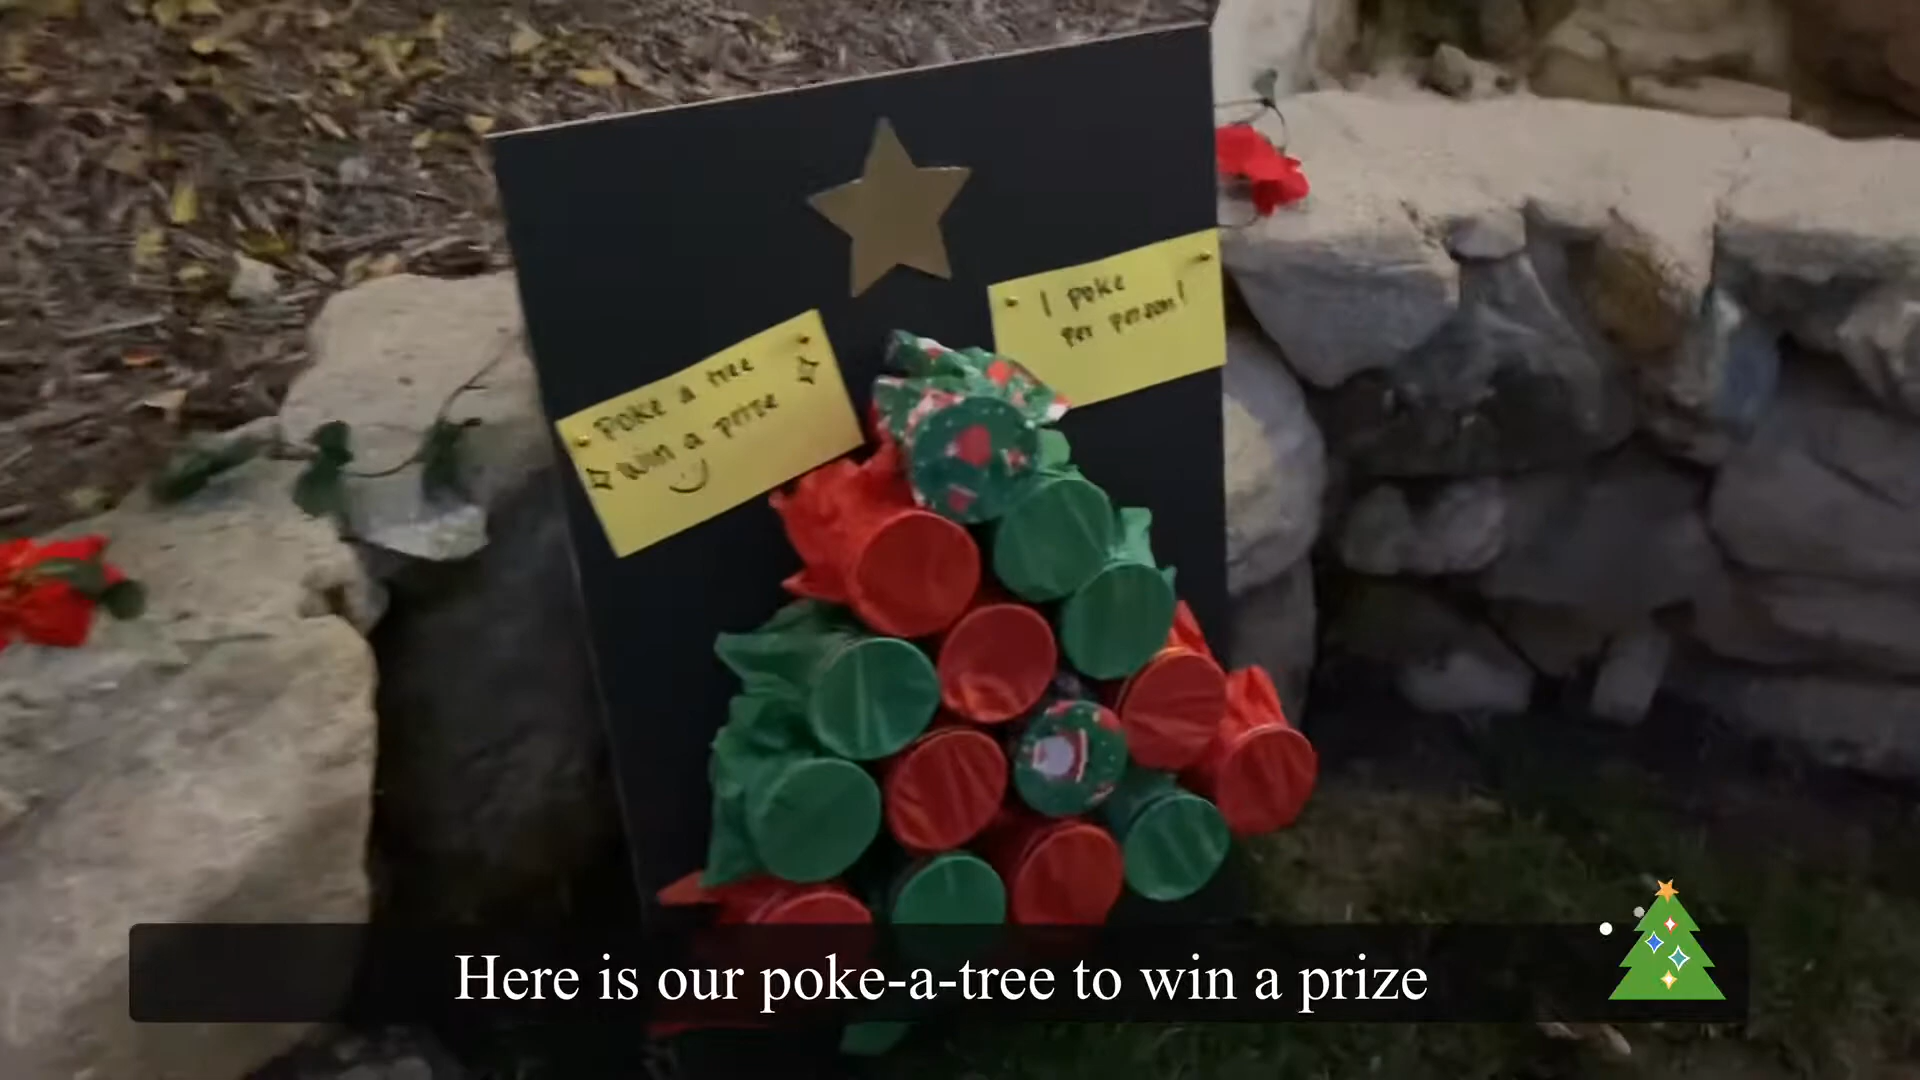 1 poke
per person!
Poke a tree
win a prize
Here is our poke-a-tree to win a prize